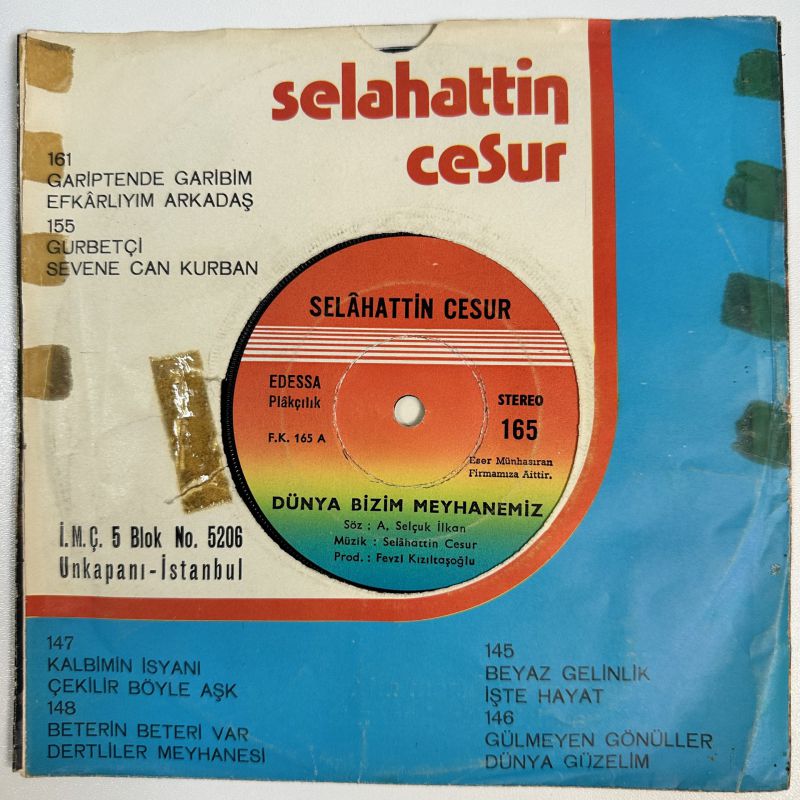 selahattin
cesur
161
GARİPTENDE GARİBİM
EFKÂRLIYIM ARKADAŞ
155
GURBETÇİ
SEVENE CAN KURBAN
SELÂHATTİN CESUR
EDESSA
Plâkçılık
F.K. 165 A
STEREO
165
Eser Münhasıran
Firmamıza Aittir.
DÜNYA BİZİM MEYHANEMİZ
Söz : A. Selçuk İlkan
Müzik : Selâhattin Cesur
Prod. : Fevzi Kızıltaşoğlu
İ.M.Ç. 5 Blok No. 5206
Unkapanı-İstanbul
147
KALBİMİN İSYANI
ÇEKİLİR BÖYLE AŞK
148
BETERİN BETERİ VAR
DERTLİLER MEYHANESİ
145
BEYAZ GELİNLİK
İŞTE HAYAT
146
GÜLMEYEN GÖNÜLLER
DÜNYA GÜZELİM